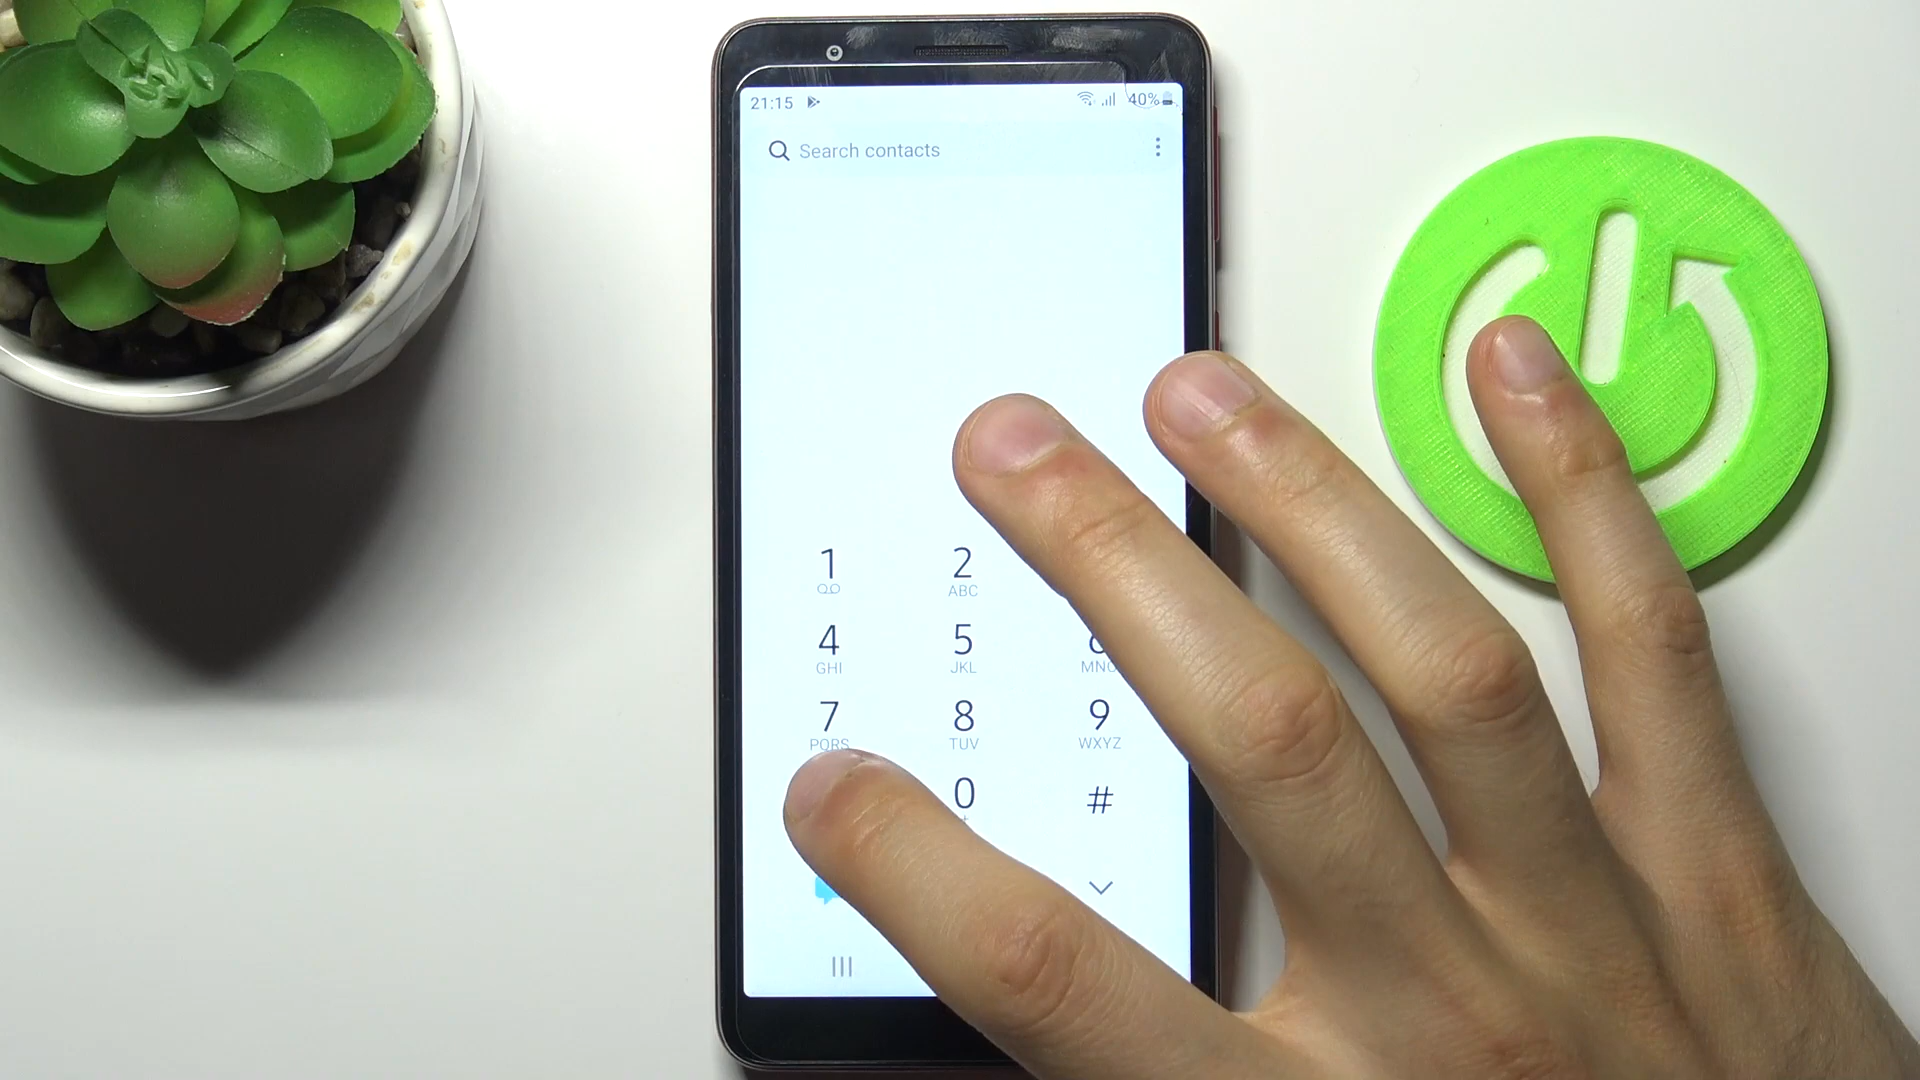 21:15 40%
Search contacts
1 2
ABC
4 5
GHI JKL MNO
7 8 9
PQRS TUV WXYZ
0 #
+